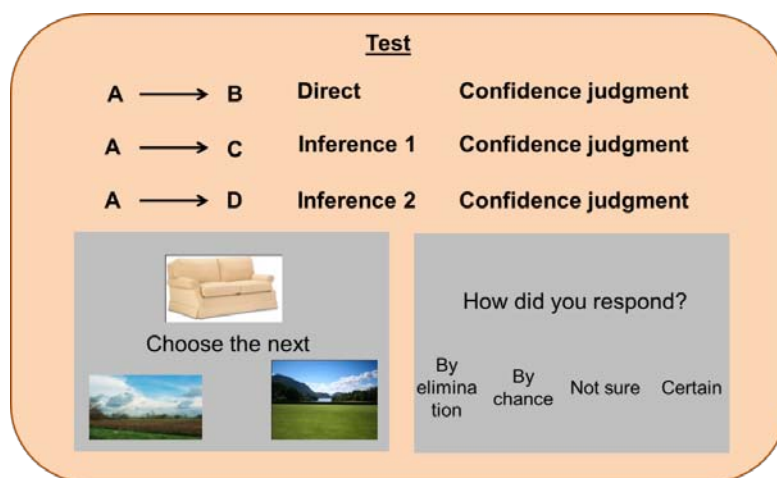 Test
A → B Direct Confidence judgment
A → C Inference 1 Confidence judgment
A → D Inference 2 Confidence judgment
Choose the next
How did you respond?
By
elimina
tion
By
chance
Not sure
Certain